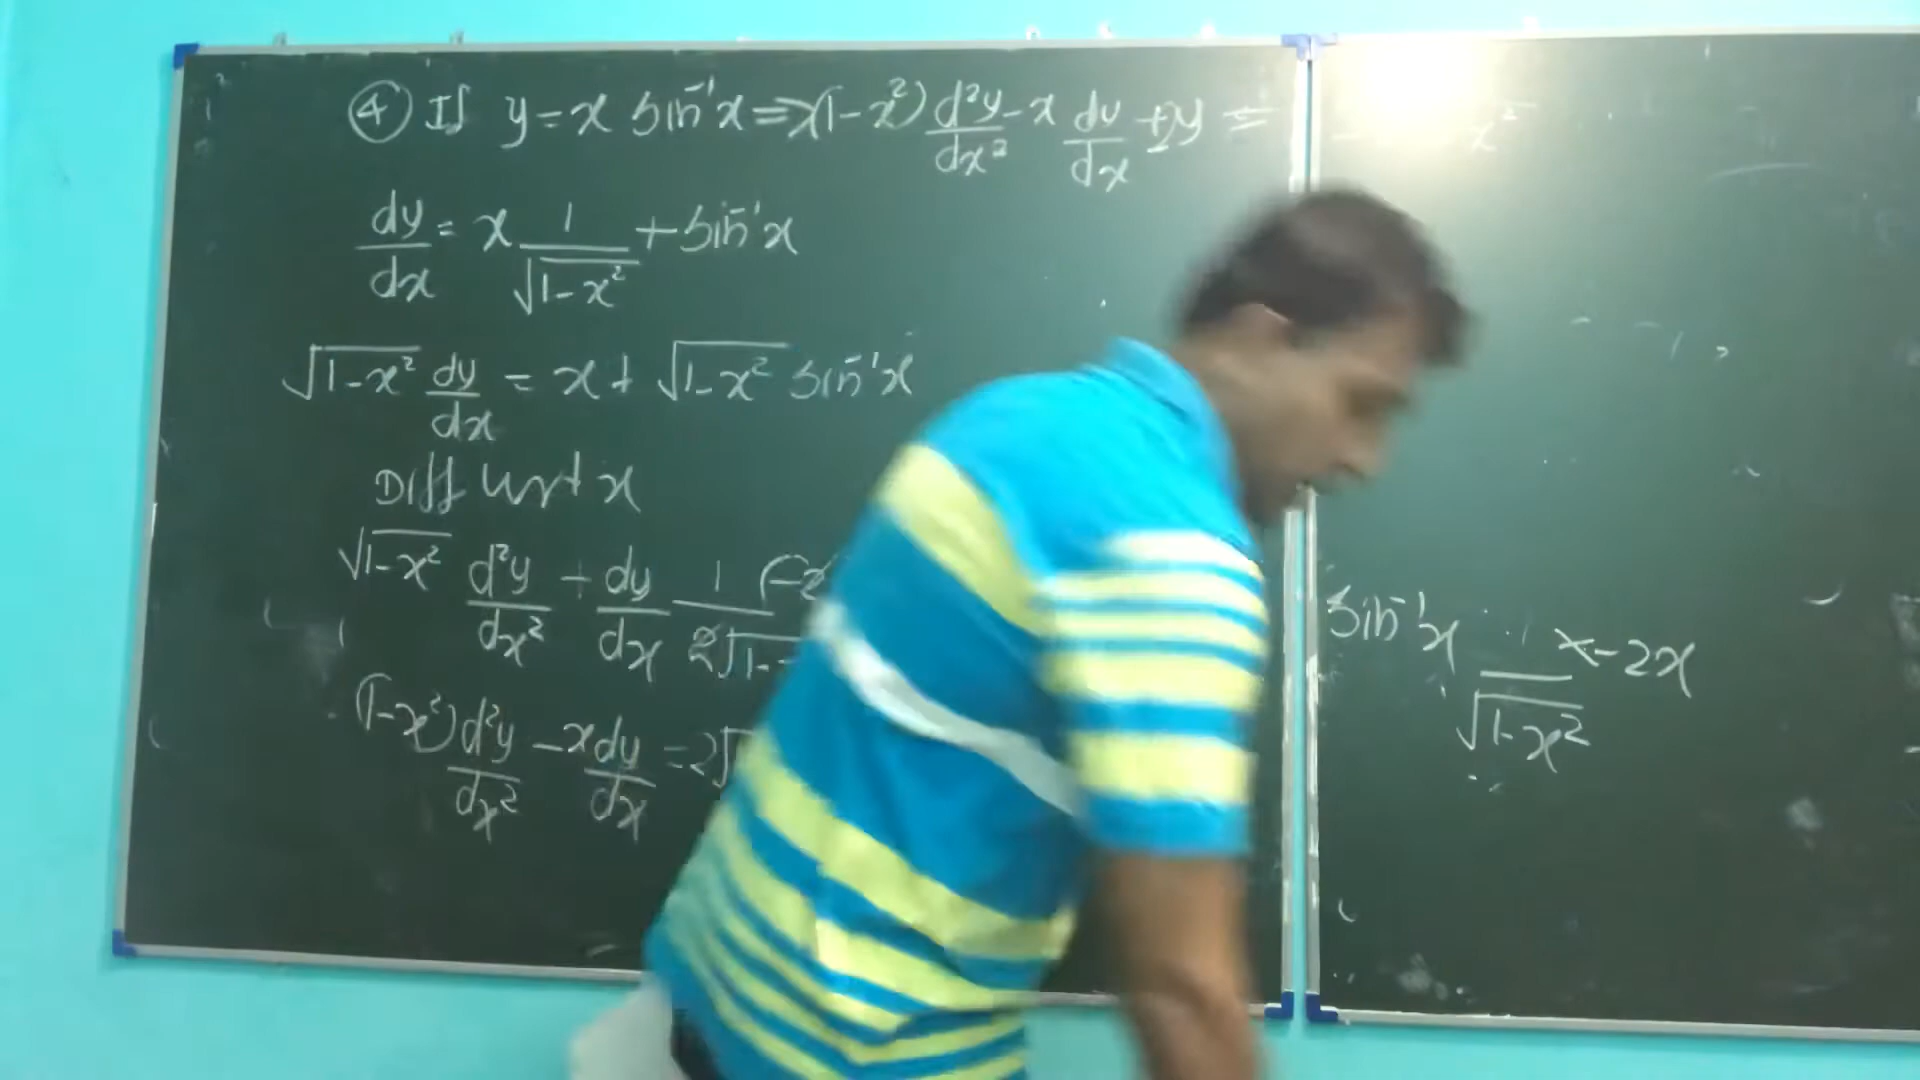 ④ If y = x sin⁻¹x ⇒ (1-x²) d²y/dx² - x dy/dx + y =
dy/dx = x 1/√(1-x²) + sin⁻¹x
√(1-x²) dy/dx = x + √(1-x²) sin⁻¹x
Diff wrt x
√(1-x²) d²y/dx² + dy/dx 1/2√1-
(1-x²) d²y/dx² - x dy/dx = 2√
sin⁻¹x 1/√(1-x²) x-2x